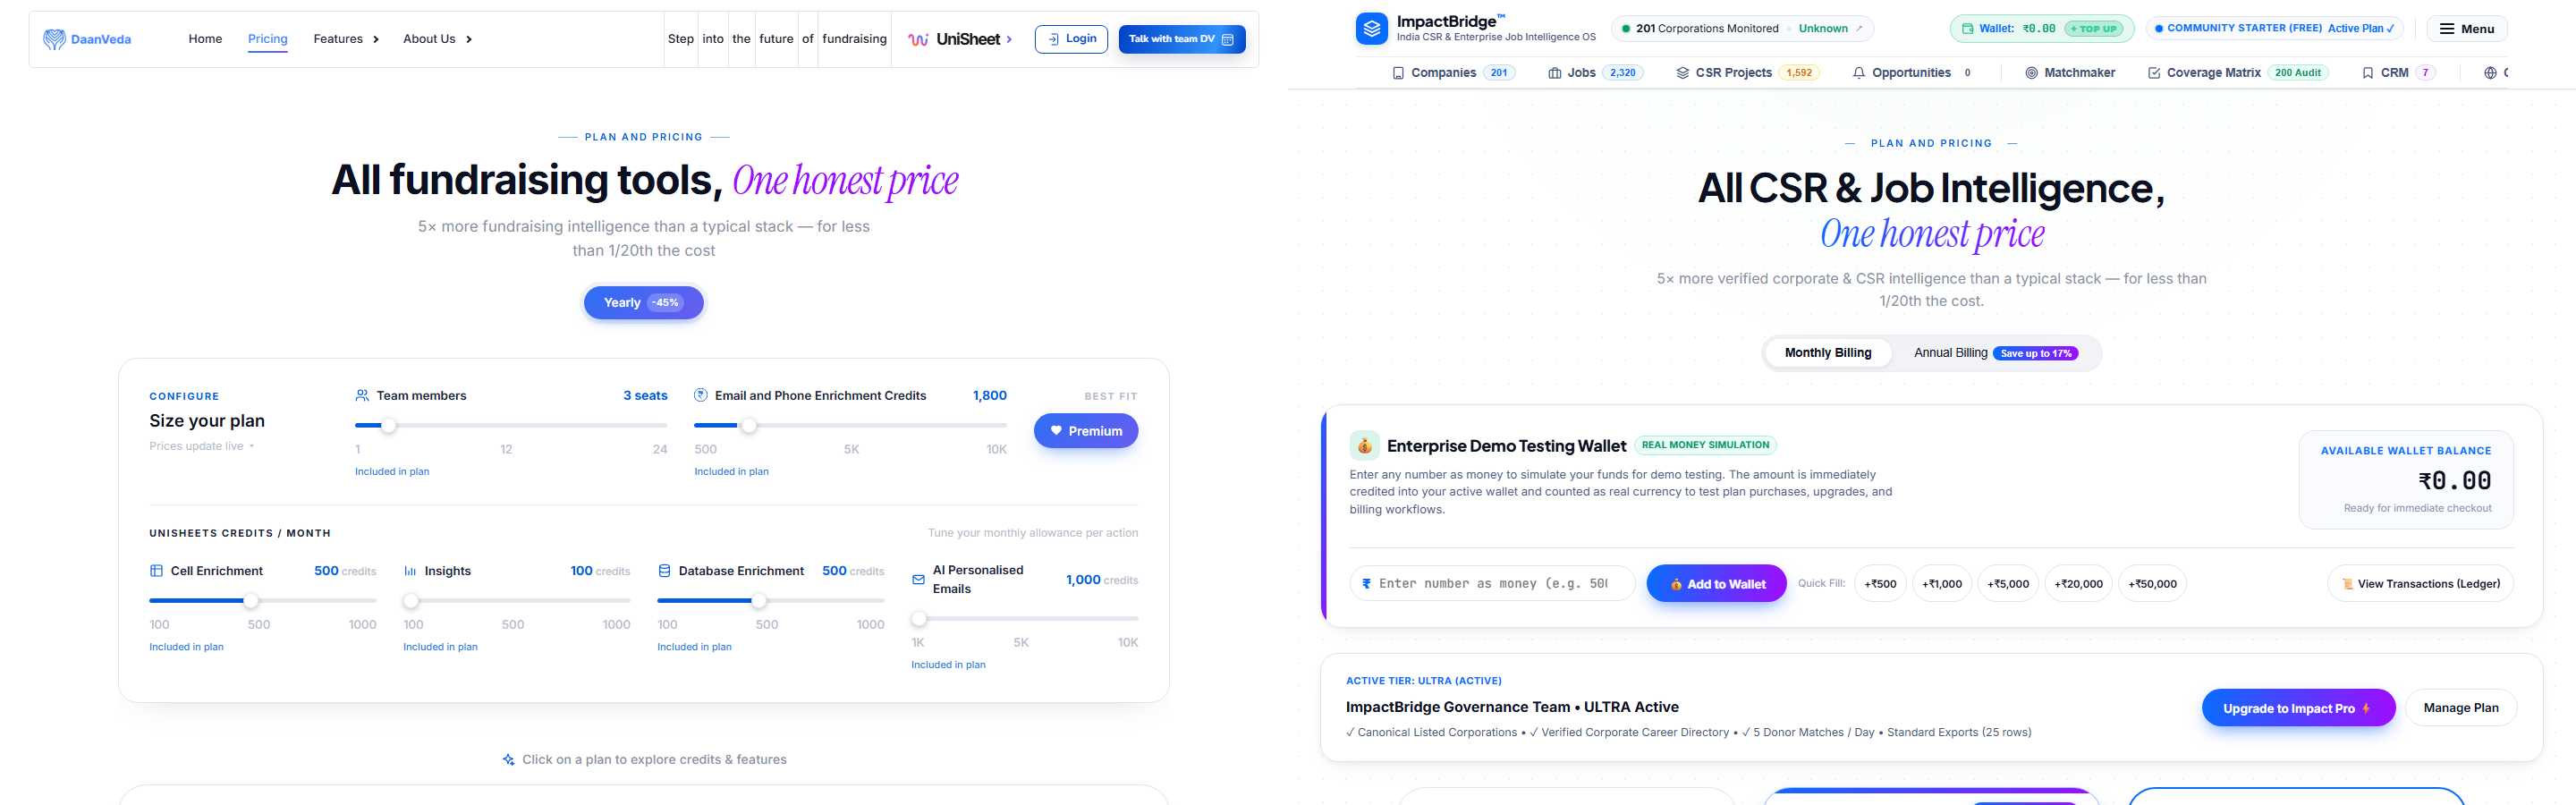 DaanVeda
Home Pricing Features About Us
Step into the future of fundraising
UniSheet
Login
Talk with team DV
PLAN AND PRICING
All fundraising tools, One honest price
5× more fundraising intelligence than a typical stack — for less
than 1/20th the cost
Yearly -45%
CONFIGURE
Size your plan
Prices update live
Team members 3 seats
1 12 24
Included in plan
Email and Phone Enrichment Credits 1,800
500 5K 10K
Included in plan
BEST FIT
Premium
UNISHEETS CREDITS / MONTH
Tune your monthly allowance per action
Cell Enrichment 500 credits
100 500 1000
Included in plan
Insights 100 credits
100 500 1000
Included in plan
Database Enrichment 500 credits
100 500 1000
Included in plan
AI Personalised
Emails
1,000 credits
1K 5K 10K
Included in plan
Click on a plan to explore credits & features
ImpactBridge™
India CSR & Enterprise Job Intelligence OS
201 Corporations Monitored • Unknown ↗
Wallet: ₹0.00 + TOP UP
COMMUNITY STARTER (FREE) Active Plan ✓
Menu
Companies 201
Jobs 2,320
CSR Projects 1,592
Opportunities 0
Matchmaker
Coverage Matrix 200 Audit
CRM 7
PLAN AND PRICING
All CSR & Job Intelligence,
One honest price
5× more verified corporate & CSR intelligence than a typical stack — for less than
1/20th the cost.
Monthly Billing
Annual Billing Save up to 17%
Enterprise Demo Testing Wallet REAL MONEY SIMULATION
Enter any number as money to simulate your funds for demo testing. The amount is immediately
credited into your active wallet and counted as real currency to test plan purchases, upgrades, and
billing workflows.
AVAILABLE WALLET BALANCE
₹0.00
Ready for immediate checkout
₹ Enter number as money (e.g. 500
Add to Wallet
Quick Fill: +₹500 +₹1,000 +₹5,000 +₹20,000 +₹50,000
View Transactions (Ledger)
ACTIVE TIER: ULTRA (ACTIVE)
ImpactBridge Governance Team • ULTRA Active
✓ Canonical Listed Corporations • ✓ Verified Corporate Career Directory • ✓ 5 Donor Matches / Day • Standard Exports (25 rows)
Upgrade to Impact Pro
Manage Plan